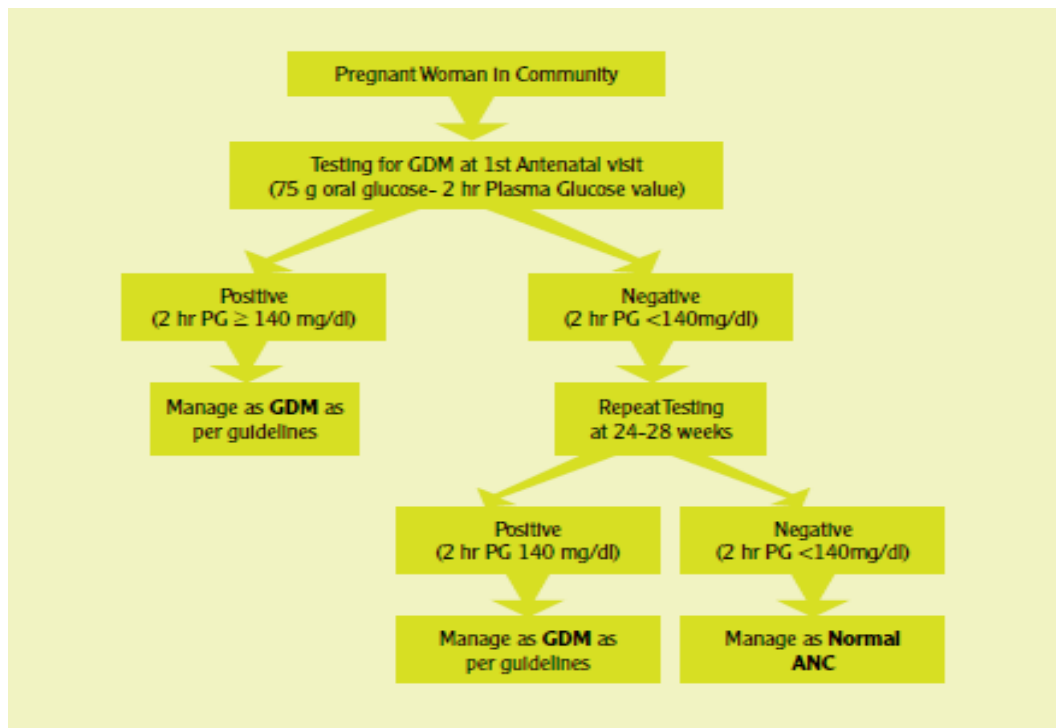 Pregnant Woman in Community
Testing for GDM at 1st Antenatal visit
(75 g oral glucose- 2 hr Plasma Glucose value)
Positive
(2 hr PG ≥ 140 mg/dl)
Negative
(2 hr PG <140mg/dl)
Manage as GDM as
per guidelines
Repeat Testing
at 24-28 weeks
Positive
(2 hr PG 140 mg/dl)
Negative
(2 hr PG <140mg/dl)
Manage as GDM as
per guidelines
Manage as Normal
ANC